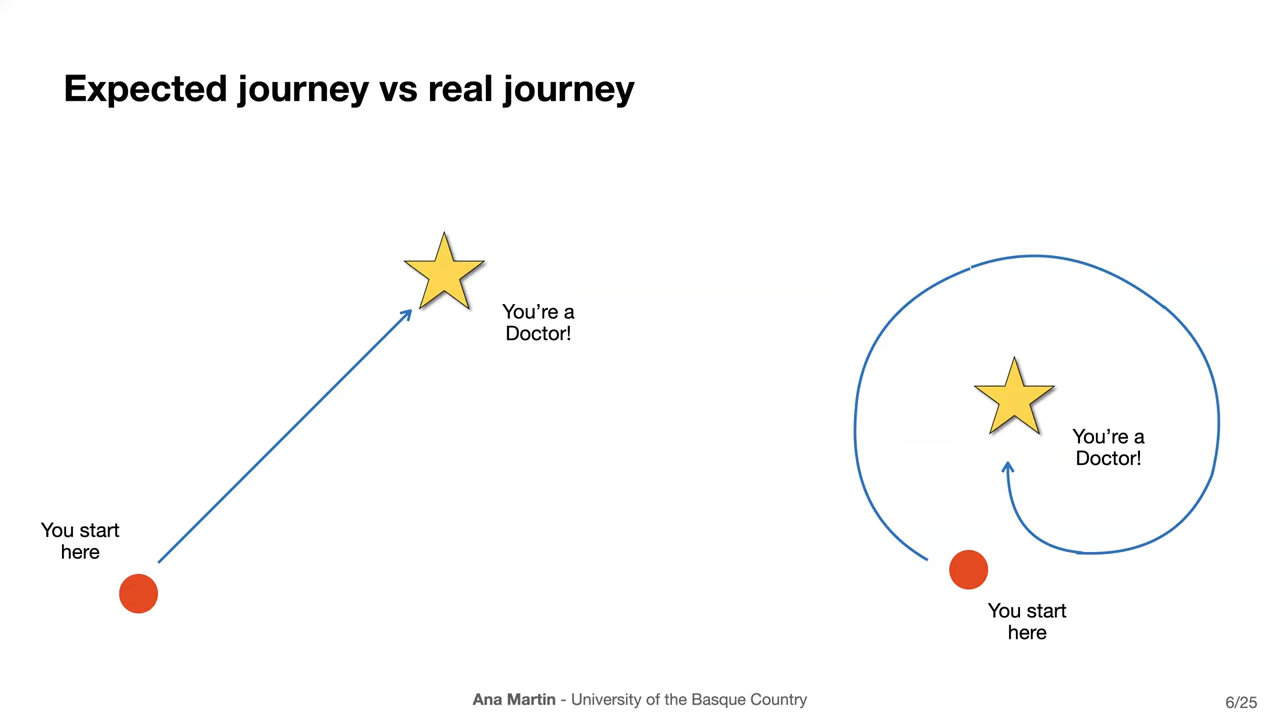 Expected journey vs real journey
You're a
Doctor!
You start
here
You’re a
Doctor!
You start
here
Ana Martin - University of the Basque Country
6/25